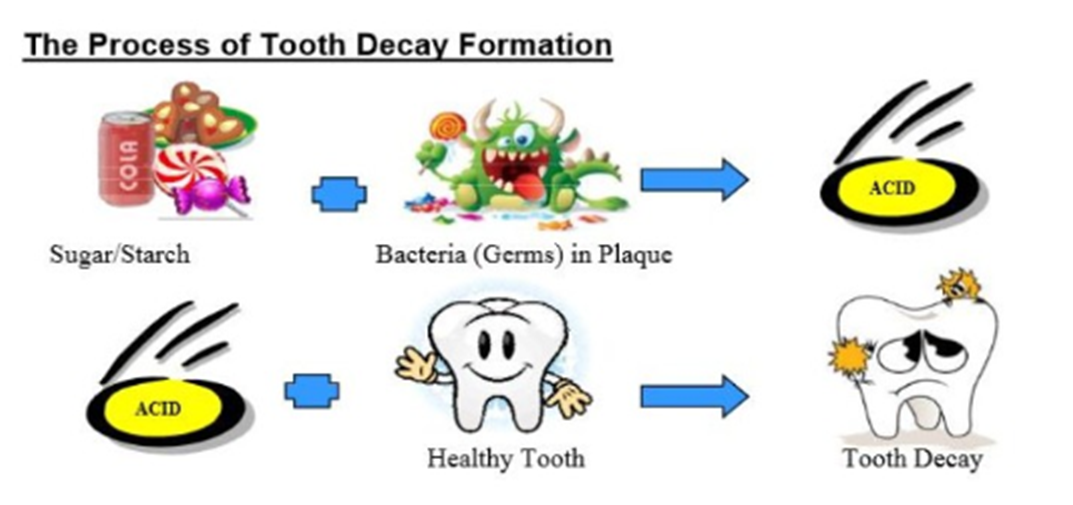 The Process of Tooth Decay Formation
COLA
ACID
Sugar/Starch
Bacteria (Germs) in Plaque
ACID
Healthy Tooth
Tooth Decay